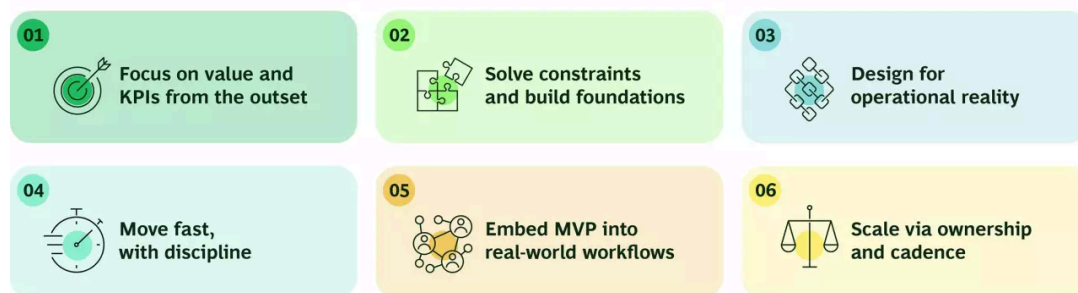 01
Focus on value and
KPIs from the outset
02
Solve constraints
and build foundations
03
Design for
operational reality
04
Move fast,
with discipline
05
Embed MVP into
real-world workflows
06
Scale via ownership
and cadence